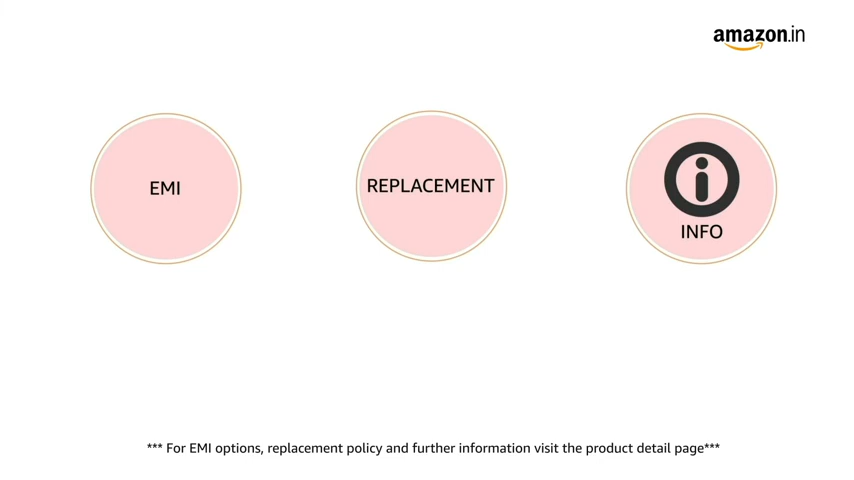 amazon.in
EMI
REPLACEMENT
INFO
*** For EMI options, replacement policy and further information visit the product detail page***